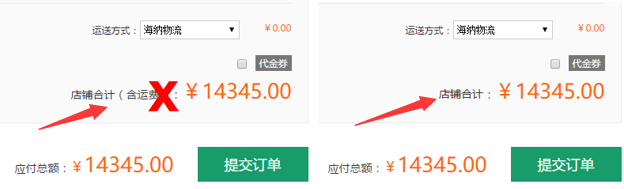 运送方式： 海纳物流 ￥0.00
代金券
店铺合计（含运费）： ￥14345.00
应付总额：￥14345.00 提交订单
运送方式： 海纳物流 ￥0.00
代金券
店铺合计： ￥14345.00
应付总额：￥14345.00 提交订单